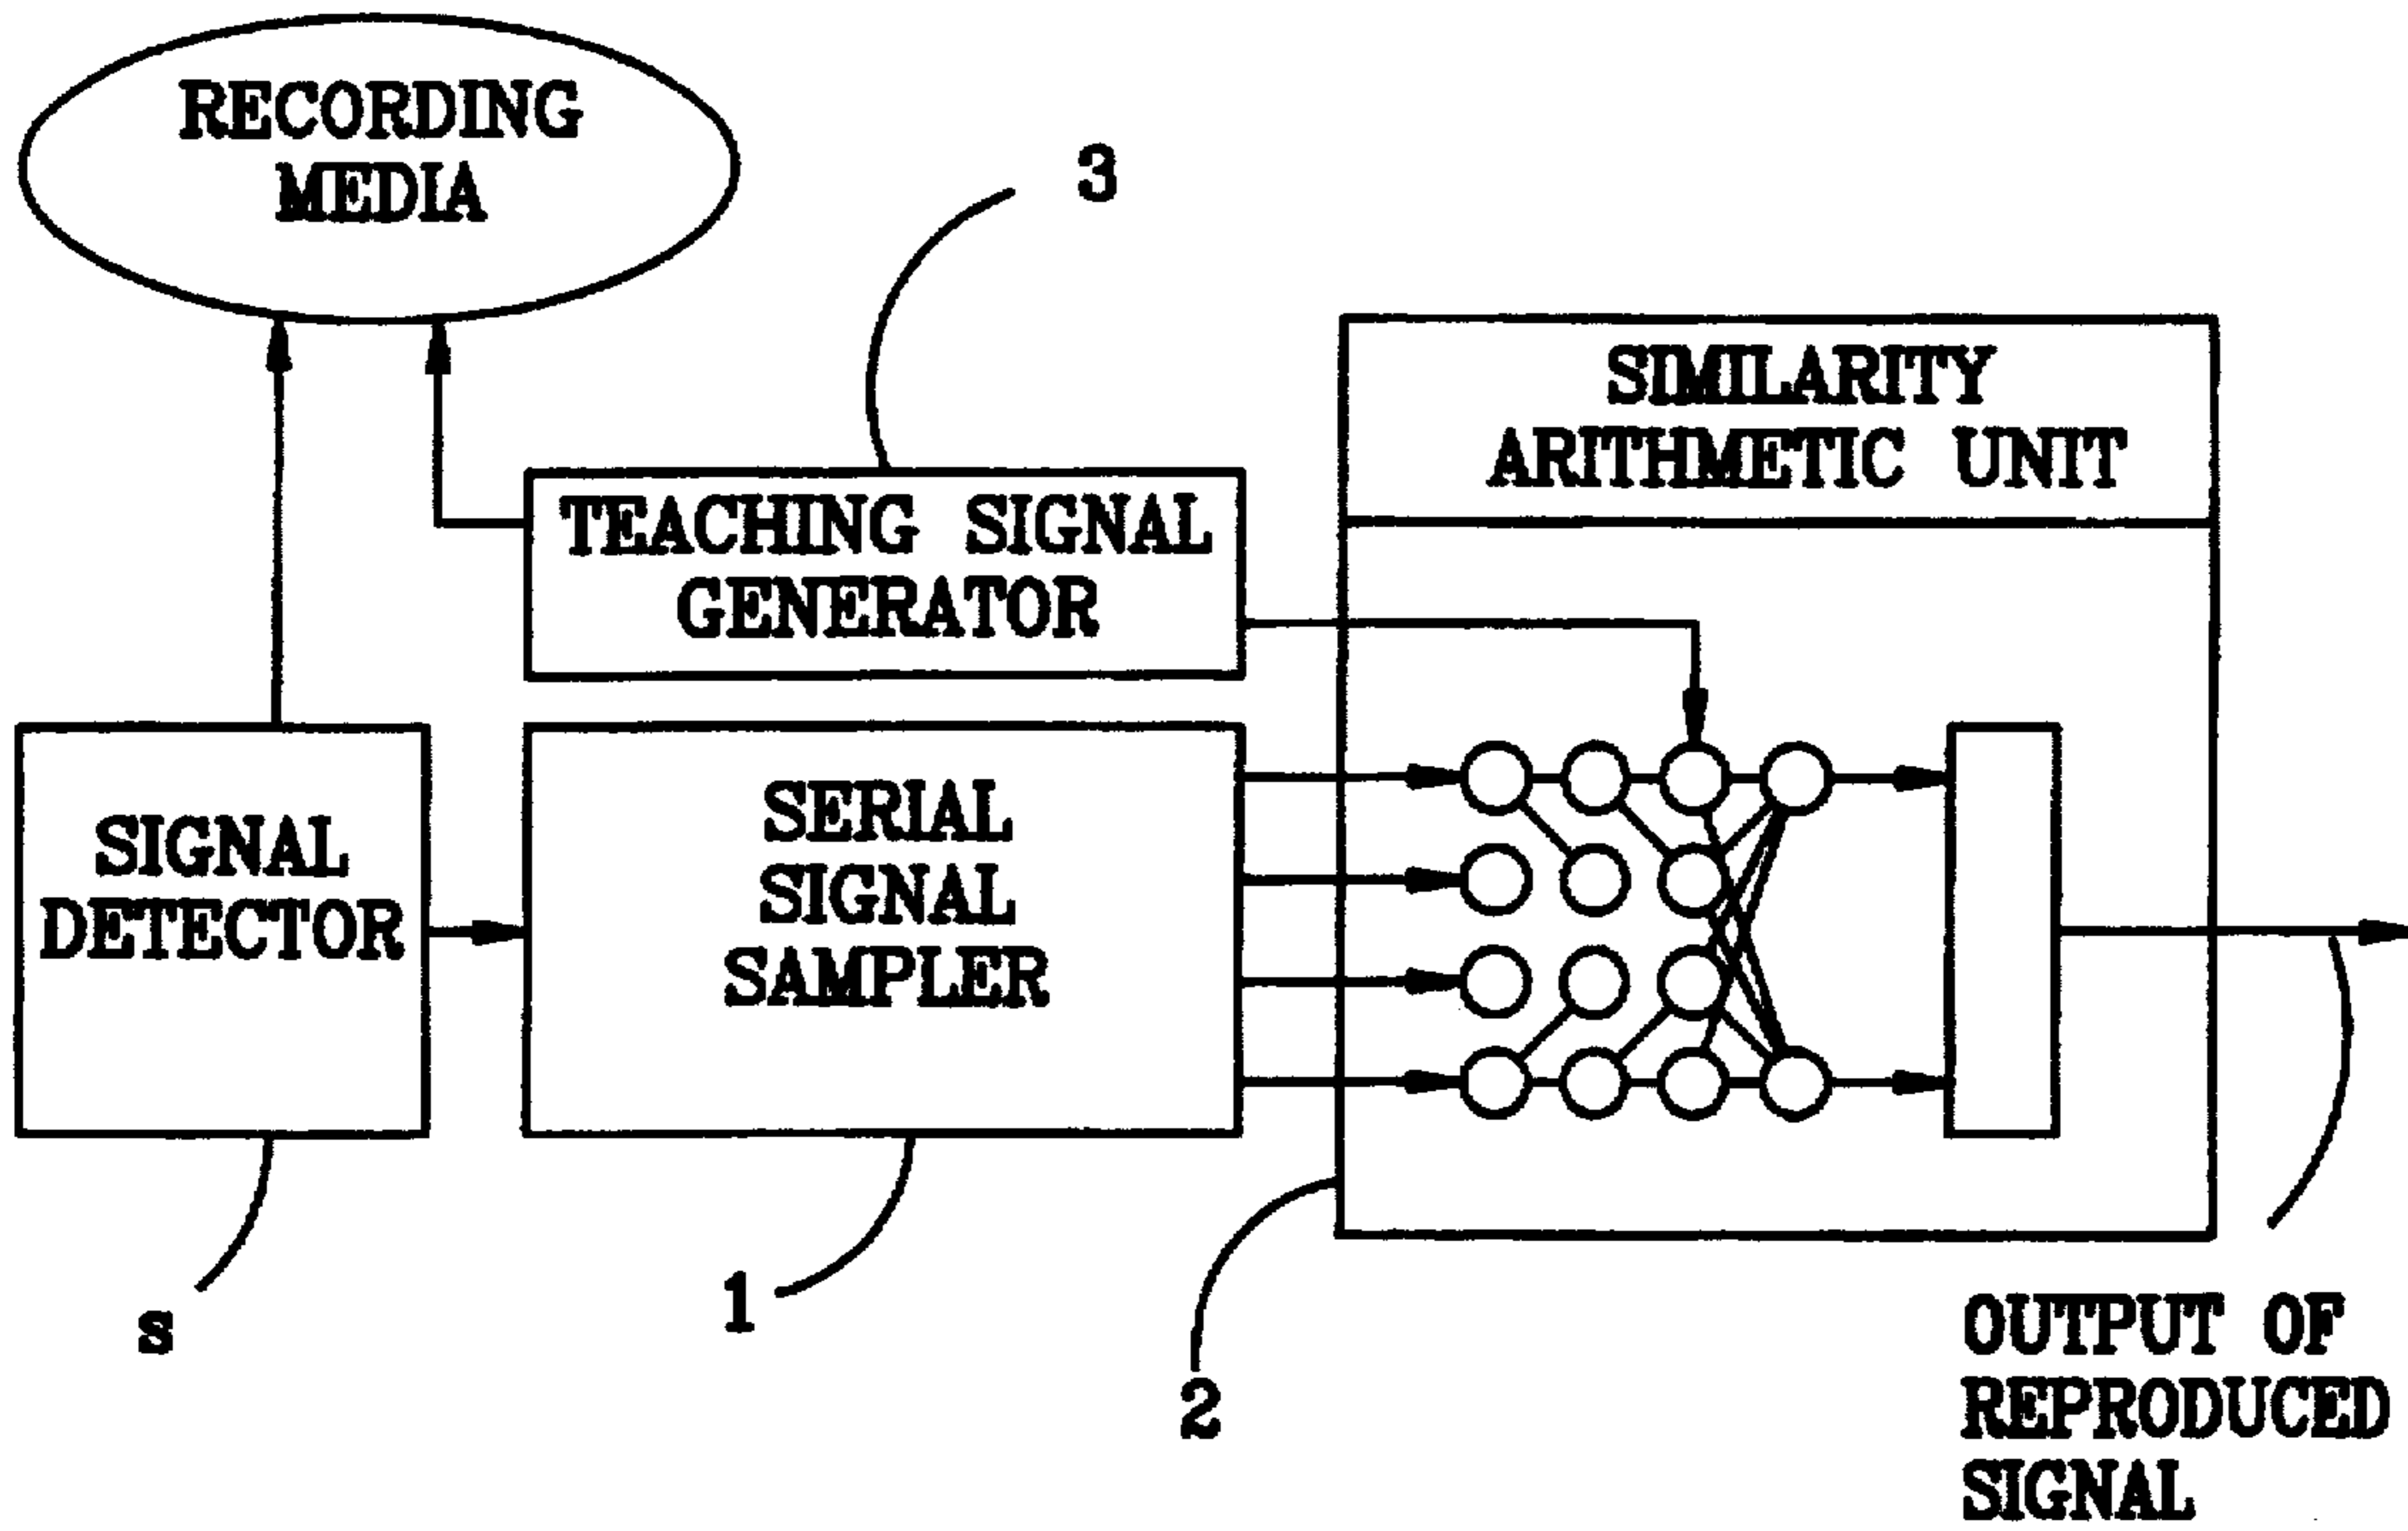 RECORDING
MEDIA
3
SIMILARITY
ARITHMETIC UNIT
TEACHING SIGNAL
GENERATOR
SIGNAL
DETECTOR
SERIAL
SIGNAL
SAMPLER
s
1
2
OUTPUT OF
REPRODUCED
SIGNAL